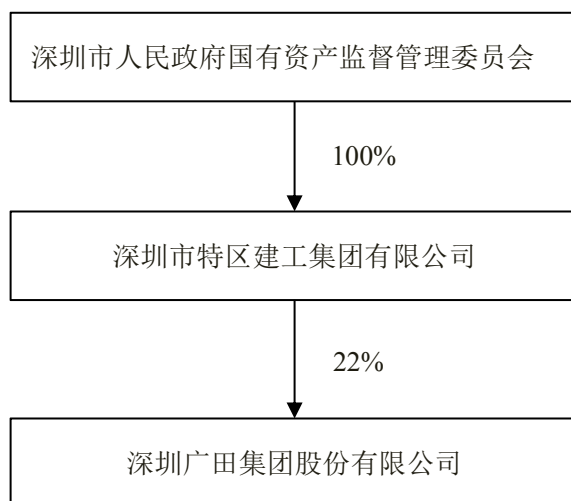 深圳市人民政府国有资产监督管理委员会
100%
深圳市特区建工集团有限公司
22%
深圳广田集团股份有限公司